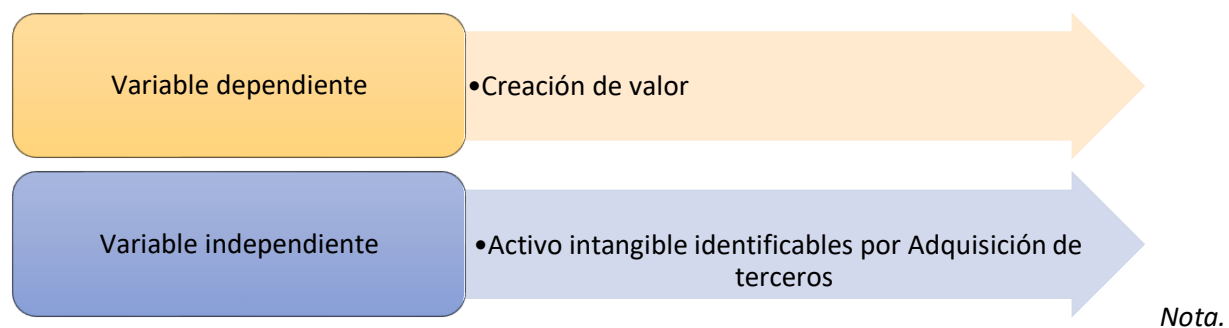 Variable dependiente
•Creación de valor
Variable independiente
•Activo intangible identificables por Adquisición de
terceros
Nota.